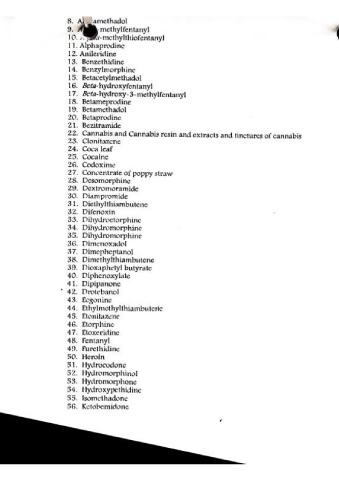 8. Al amethadol
9. methylfentanyl
10. -methylthiofentanyl
11. Alphaprodine
12. Anileridine
13. Benzethidine
14. Benzylmorphine
15. Betacetylmethadol
16. Beta-hydroxyfentanyl
17. Beta-hydroxy-3-methylfentanyl
18. Betameprodine
19. Betamethadol
20. Betaprodine
21. Bezitramide
22. Cannabis and Cannabis resin and extracts and tinctures of cannabis
23. Clonitazene
24. Coca leaf
25. Cocaine
26. Codoxime
27. Concentrate of poppy straw
28. Desomorphine
29. Dextromoramide
30. Diampromide
31. Diethylthiambutene
32. Difenoxin
33. Dihydroetorphine
34. Dihydromorphine
35. Dihydromorphine
36. Dimenoxadol
37. Dimepheptanol
38. Dimethylthiambutene
39. Dioxaphetyl butyrate
40. Diphenoxylate
41. Dipipanone
42. Drotebanol
43. Ecgonine
44. Ethylmethylthiambutene
45. Etonitazene
46. Etorphine
47. Etoxeridine
48. Fentanyl
49. Furethidine
50. Heroin
51. Hydrocodone
52. Hydromorphinol
53. Hydromorphone
54. Hydroxypethidine
55. Isomethadone
56. Ketobemidone